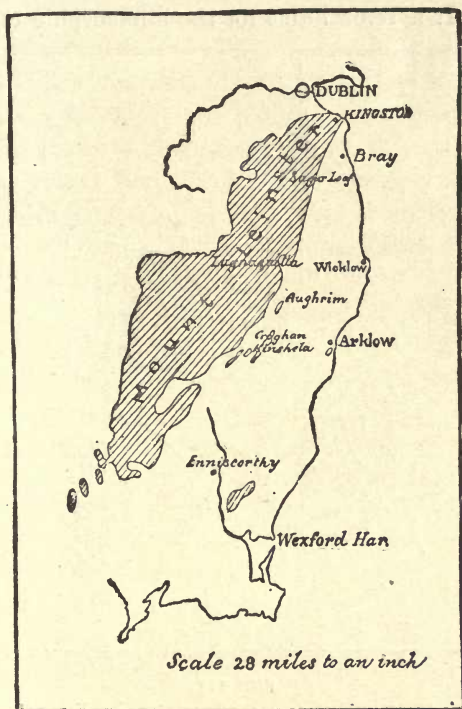 DUBLIN
KINGSTON
Bray
Sugar Loaf
Mount Leinster
Lughnaquilla
Wicklow
Aughrim
Croghan
Kinshela
Arklow
Enniscorthy
Wexford Har
Scale 28 miles to an inch